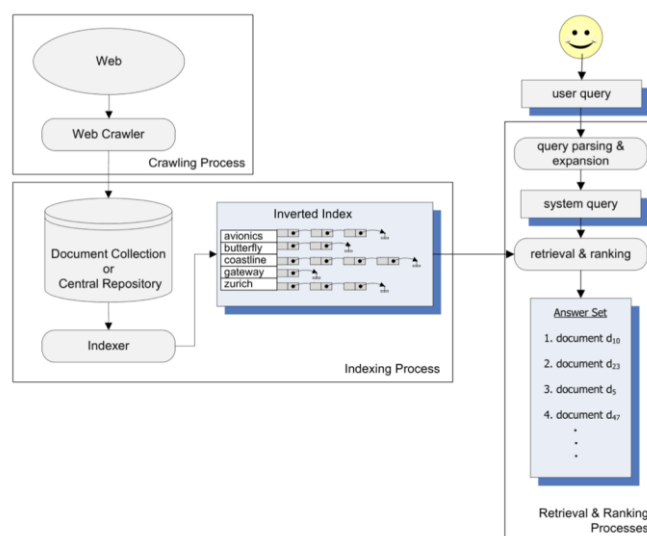 Web
Web Crawler
Crawling Process
Document Collection
or
Central Repository
Indexer
Inverted Index
avionics
butterfly
coastline
gateway
zurich
Indexing Process
user query
query parsing &
expansion
system query
retrieval & ranking
Answer Set
1. document d₁₀
2. document d₂₃
3. document d₅
4. document d₄₇
Retrieval & Ranking
Processes